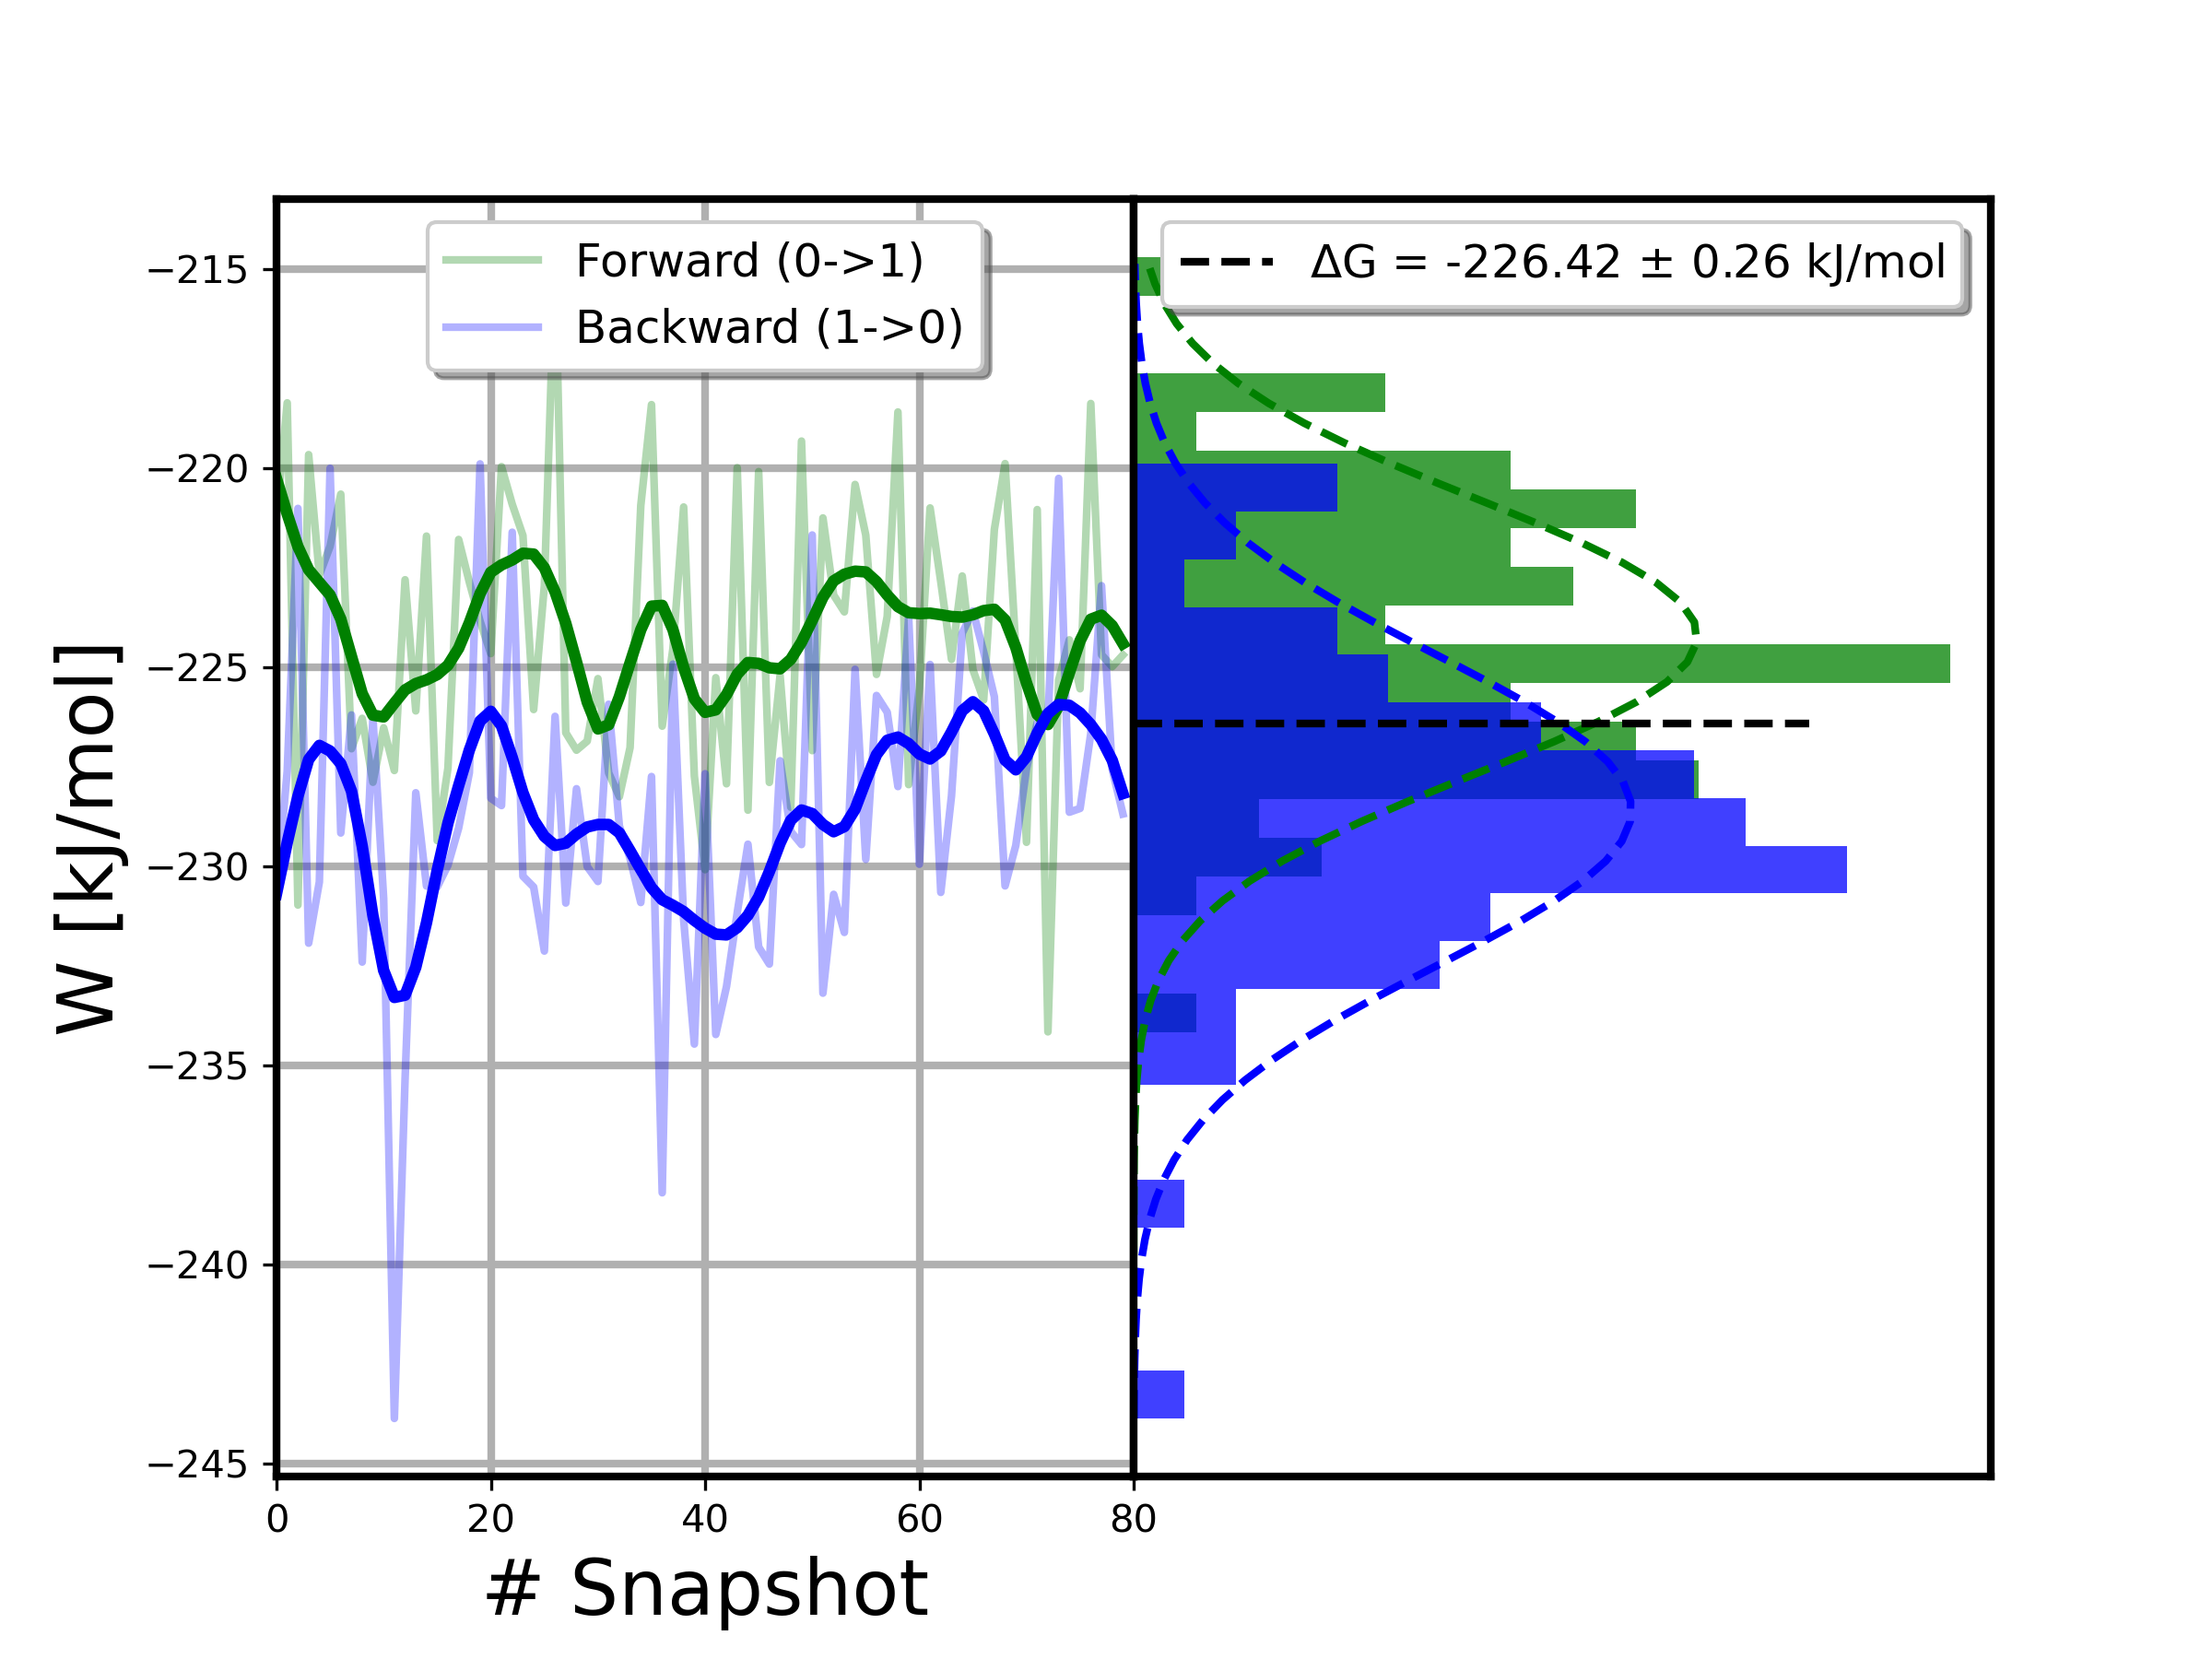 Forward (0->1)
Backward (1->0)
ΔG = -226.42 ± 0.26 kJ/mol
W [kJ/mol]
−215
−220
−225
−230
−235
−240
−245
0 20 40 60 80
# Snapshot